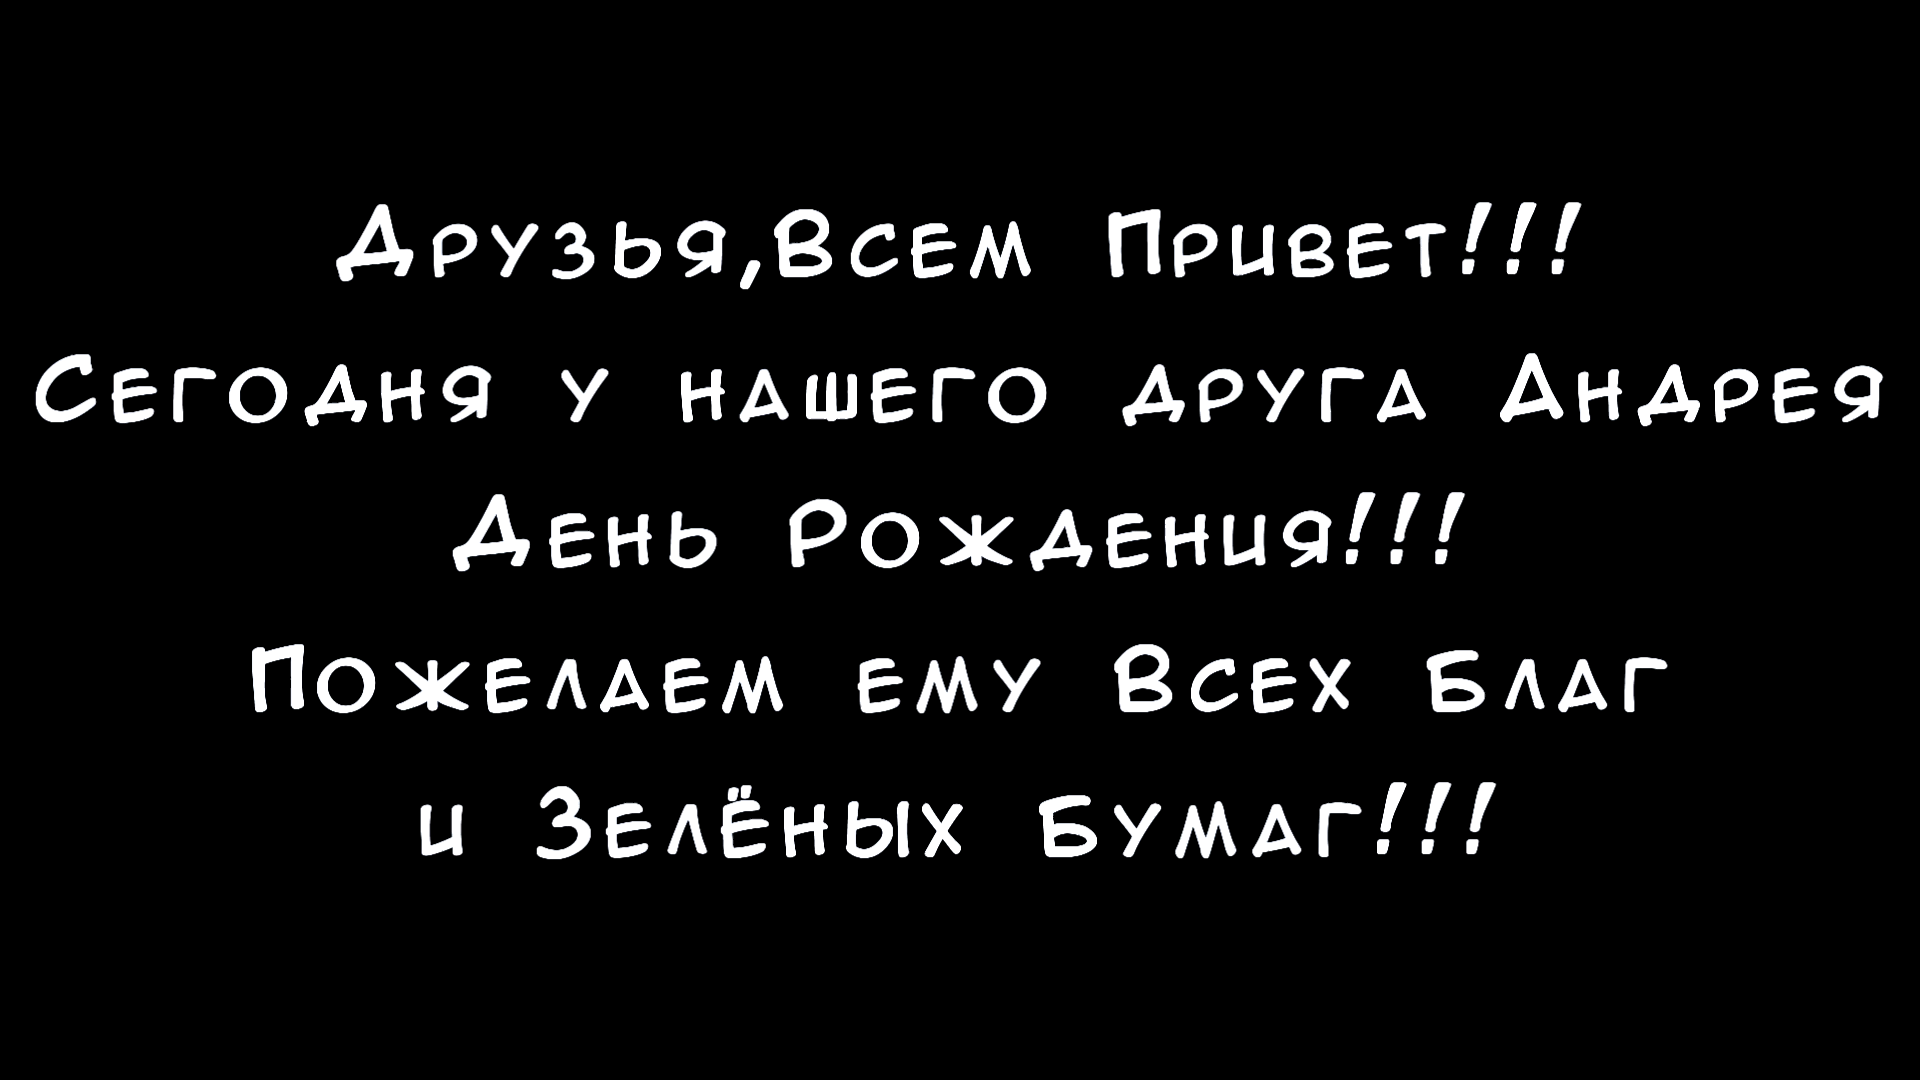 Друзья,Всем Привет!!!
Сегодня у нашего друга Андрея
День Рождения!!!
Пожелаем ему Всех Благ
и Зелёных Бумаг!!!